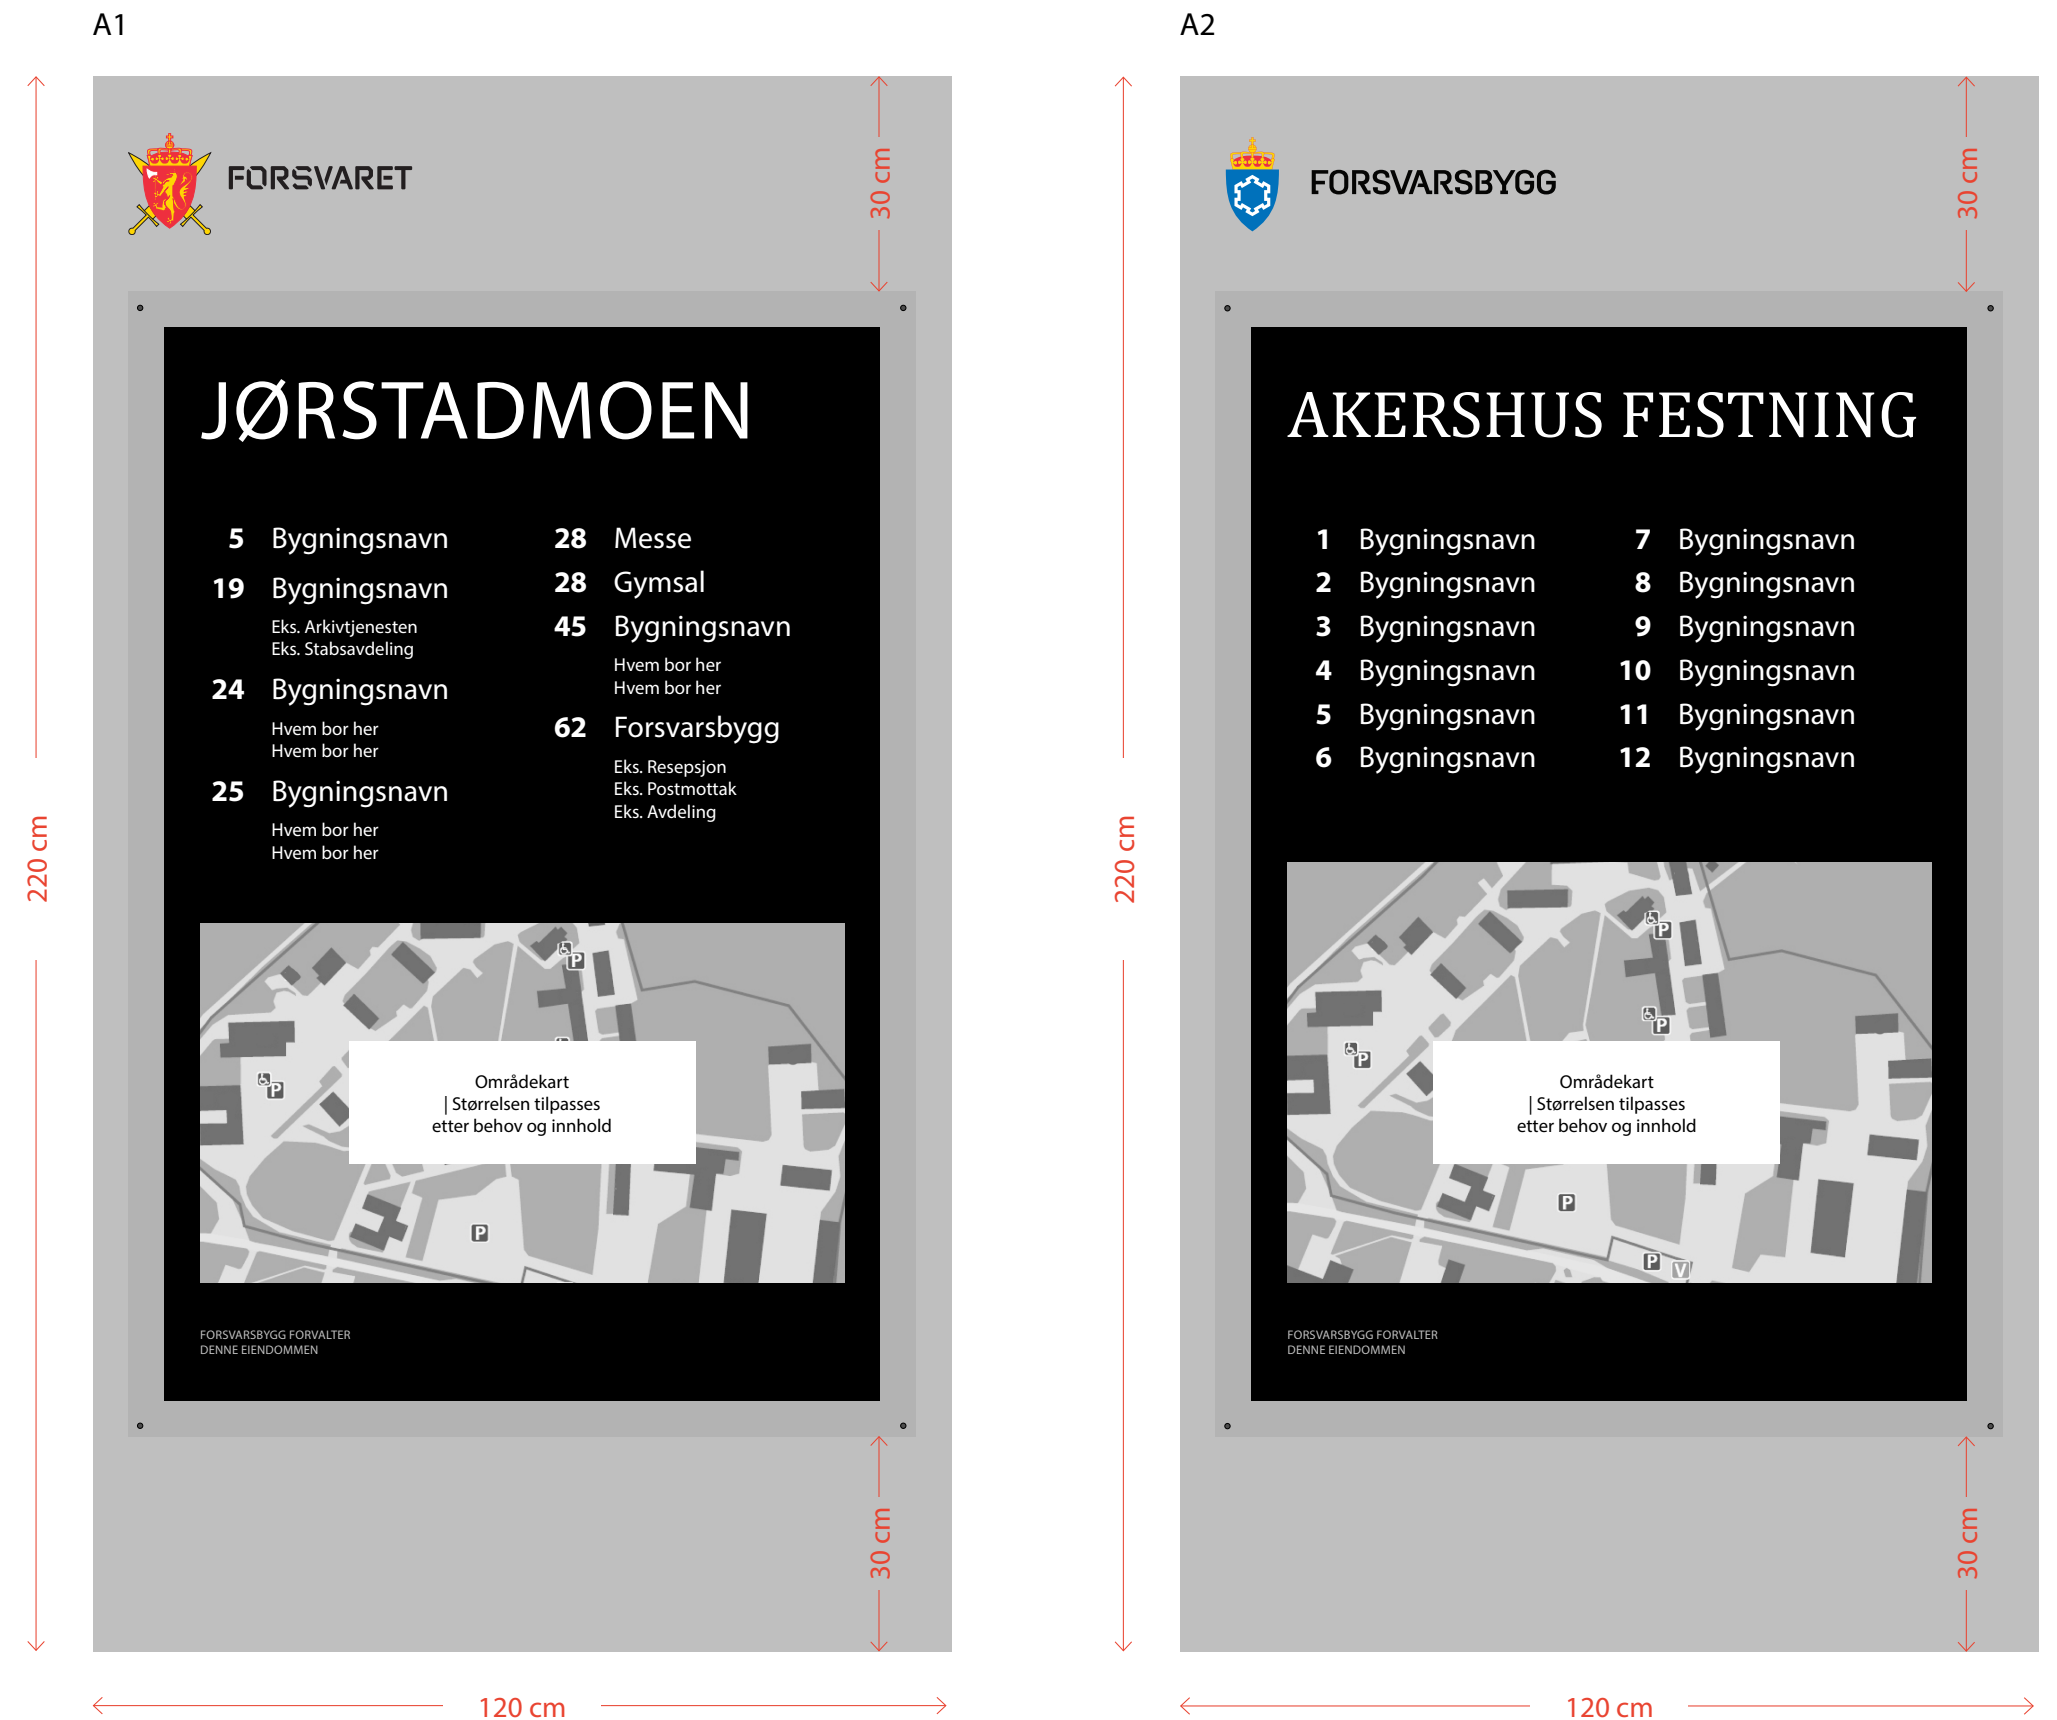 A1
FORSVARET
30 cm
JØRSTADMOEN
5 Bygningsnavn
19 Bygningsnavn
Eks. Arkivtjenesten
Eks. Stabsavdeling
24 Bygningsnavn
Hvem bor her
Hvem bor her
25 Bygningsnavn
Hvem bor her
Hvem bor her
28 Messe
28 Gymsal
45 Bygningsnavn
Hvem bor her
Hvem bor her
62 Forsvarsbygg
Eks. Resepsjon
Eks. Postmottak
Eks. Avdeling
220 cm
P
P
Områdekart
| Størrelsen tilpasses
etter behov og innhold
P
FORSVARSBYGG FORVALTER
DENNE EIENDOMMEN
30 cm
120 cm
A2
FORSVARSBYGG
30 cm
AKERSHUS FESTNING
1 Bygningsnavn
2 Bygningsnavn
3 Bygningsnavn
4 Bygningsnavn
5 Bygningsnavn
6 Bygningsnavn
7 Bygningsnavn
8 Bygningsnavn
9 Bygningsnavn
10 Bygningsnavn
11 Bygningsnavn
12 Bygningsnavn
220 cm
P
P
P
Områdekart
| Størrelsen tilpasses
etter behov og innhold
P
P V
FORSVARSBYGG FORVALTER
DENNE EIENDOMMEN
30 cm
120 cm